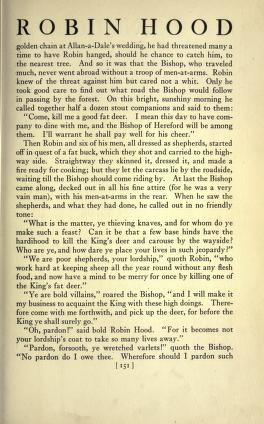 ROBIN HOOD
golden chain at Allan-a-Dale's wedding, he had threatened many a
time to have Robin hanged, should he chance to catch him, to
the nearest tree. And so it was that the Bishop, who traveled
much, never went abroad without a troop of men-at-arms. Robin
knew of the threat against him but cared not a whit. Only he
took good care to find out what road the Bishop would follow
in passing by the forest. On this bright, sunshiny morning he
called together half a dozen stout companions and said to them:
"Come, kill me a good fat deer. I mean this day to have com-
pany to dine with me, and the Bishop of Hereford will be among
them. I'll warrant he shall pay well for his cheer."
Then Robin and six of his men, all dressed as shepherds, started
off in quest of a fat buck, which they shot and carried to the high-
way side. Straightway they skinned it, dressed it, and made a
fire ready for cooking; but they let the carcass lie by the roadside,
waiting till the Bishop should come riding by. At last the Bishop
came along, decked out in all his fine attire (for he was a very
vain man), with his men-at-arms in the rear. When he saw the
shepherds, and what they had done, he called out in no friendly
tone:
"What is the matter, ye thieving knaves, and for whom do ye
make such a feast? Can it be that a few base hinds have the
hardihood to kill the King's deer and carouse by the wayside?
Who are ye, and how dare ye place your lives in such jeopardy?"
"We are poor shepherds, your lordship," quoth Robin, "who
work hard at keeping sheep all the year round without any flesh
food, and now have a mind to be merry for once by killing one of
the King's fat deer."
"Ye are bold villains," roared the Bishop, "and I will make it
my business to acquaint the King with these high doings. There-
fore come with me forthwith, and pick up the deer, for before the
King ye shall surely go."
"Oh, pardon!" said bold Robin Hood. "For it becomes not
your lordship's coat to take so many lives away."
"Pardon, forsooth, ye wretched varlets!" quoth the Bishop.
"No pardon do I owe thee. Wherefore should I pardon such
[151]